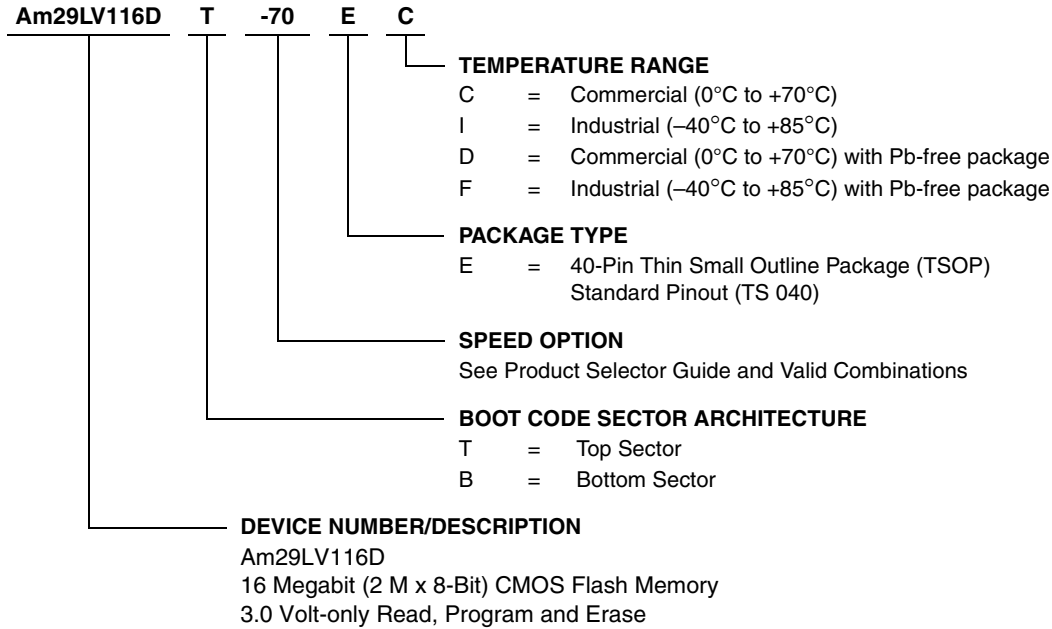 Am29LV116D T -70 E C
TEMPERATURE RANGE
C = Commercial (0°C to +70°C)
I = Industrial (–40°C to +85°C)
D = Commercial (0°C to +70°C) with Pb-free package
F = Industrial (–40°C to +85°C) with Pb-free package
PACKAGE TYPE
E = 40-Pin Thin Small Outline Package (TSOP)
Standard Pinout (TS 040)
SPEED OPTION
See Product Selector Guide and Valid Combinations
BOOT CODE SECTOR ARCHITECTURE
T = Top Sector
B = Bottom Sector
DEVICE NUMBER/DESCRIPTION
Am29LV116D
16 Megabit (2 M x 8-Bit) CMOS Flash Memory
3.0 Volt-only Read, Program and Erase